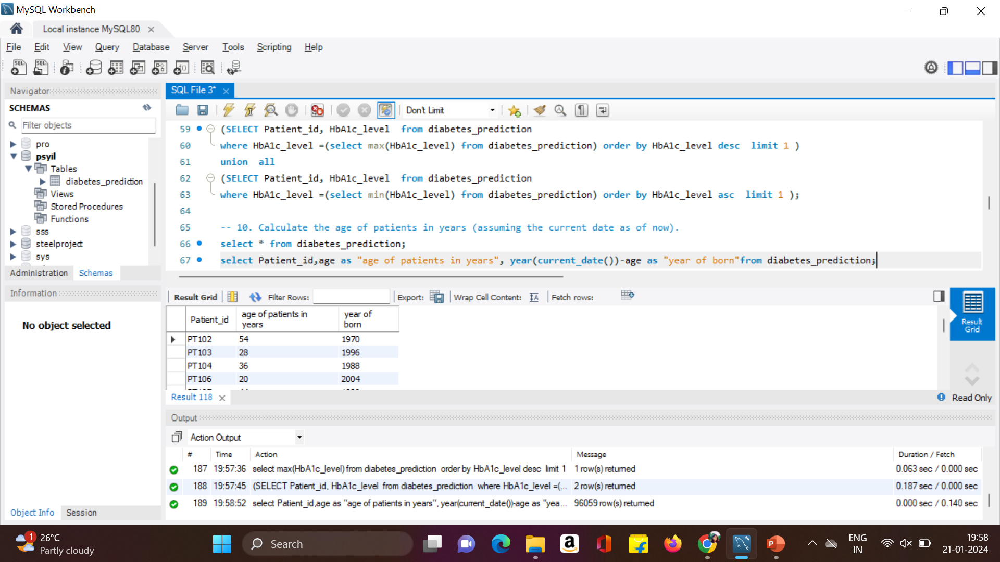 MySQL Workbench
Local instance MySQL80
File Edit View Query Database Server Tools Scripting Help
Navigator
SQL File 3*
SCHEMAS
Filter objects
pro
psyil
Tables
diabetes_prediction
Views
Stored Procedures
Functions
sss
steelproject
sys
Administration Schemas
Information
No object selected
Object Info Session
Don't Limit
59 (SELECT Patient_id, HbA1c_level from diabetes_prediction
60 where HbA1c_level =(select max(HbA1c_level) from diabetes_prediction) order by HbA1c_level desc limit 1 )
61 union all
62 (SELECT Patient_id, HbA1c_level from diabetes_prediction
63 where HbA1c_level =(select min(HbA1c_level) from diabetes_prediction) order by HbA1c_level asc limit 1 );
64
65 -- 10. Calculate the age of patients in years (assuming the current date as of now).
66 select * from diabetes_prediction;
67 select Patient_id,age as "age of patients in years", year(current_date())-age as "year of born"from diabetes_prediction;
Result Grid Filter Rows: Export: Wrap Cell Content: Fetch rows:
Patient_id age of patients in years year of born
PT102 54 1970
PT103 28 1996
PT104 36 1988
PT106 20 2004
Result Grid
Result 118
Read Only
Output
Action Output
# Time Action Message Duration / Fetch
187 19:57:36 select max(HbA1c_level) from diabetes_prediction order by HbA1c_level desc limit 1 1 row(s) returned 0.063 sec / 0.000 sec
188 19:57:45 (SELECT Patient_id, HbA1c_level from diabetes_prediction where HbA1c_level =(... 2 row(s) returned 0.187 sec / 0.000 sec
189 19:58:52 select Patient_id,age as "age of patients in years", year(current_date())-age as "yea... 96059 row(s) returned 0.000 sec / 0.140 sec
1
26°C
Partly cloudy
Search
ENG
IN
19:58
21-01-2024